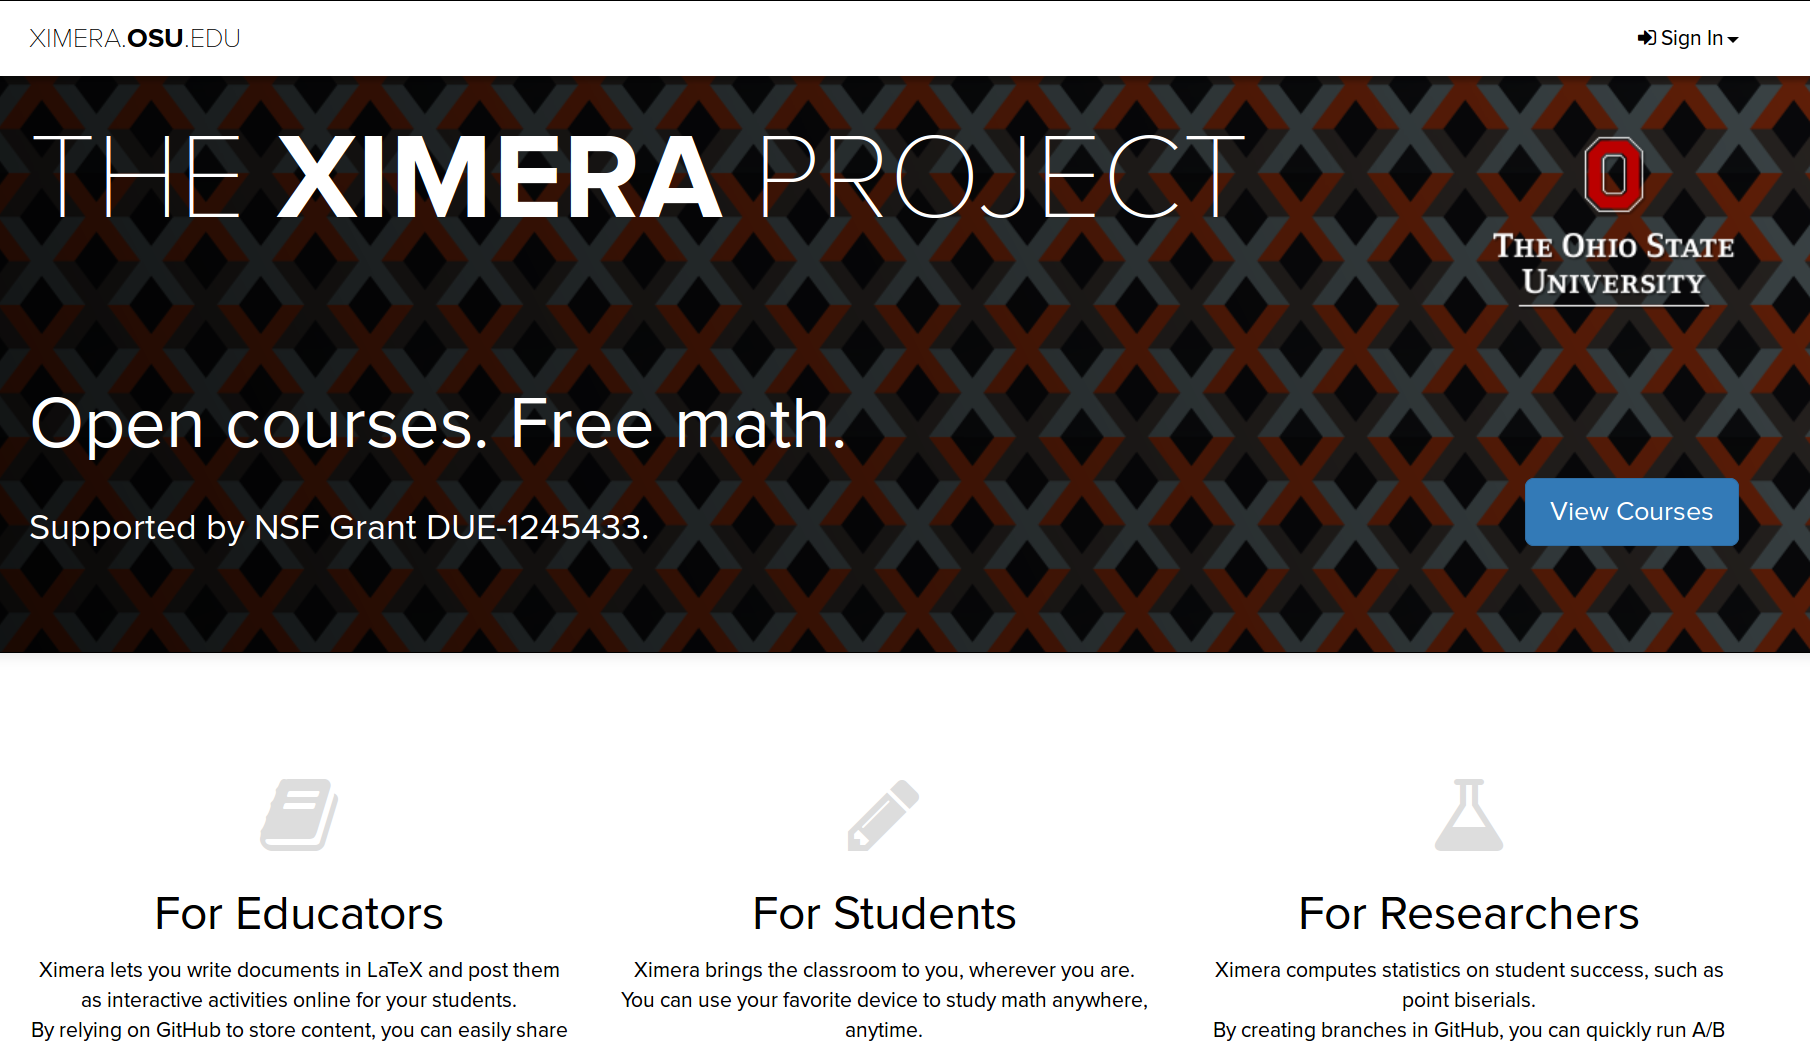 XIMERA.OSU.EDU
Sign In
THE XIMERA PROJECT
O
THE OHIO STATE
UNIVERSITY
Open courses. Free math.
Supported by NSF Grant DUE-1245433.
View Courses
For Educators
Ximera lets you write documents in LaTeX and post them
as interactive activities online for your students.
By relying on GitHub to store content, you can easily share
For Students
Ximera brings the classroom to you, wherever you are.
You can use your favorite device to study math anywhere,
anytime.
For Researchers
Ximera computes statistics on student success, such as
point biserials.
By creating branches in GitHub, you can quickly run A/B